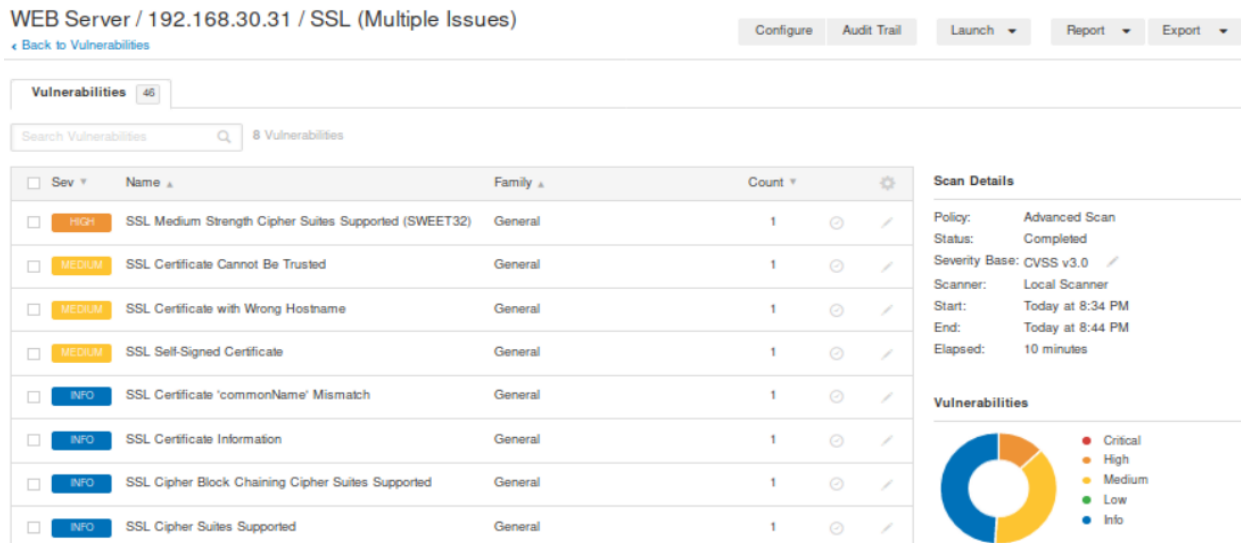 WEB Server / 192.168.30.31 / SSL (Multiple Issues)
Configure Audit Trail Launch Report Export
‹ Back to Vulnerabilities
Vulnerabilities 46
Search Vulnerabilities 8 Vulnerabilities
Sev Name Family Count
HIGH SSL Medium Strength Cipher Suites Supported (SWEET32) General 1
MEDIUM SSL Certificate Cannot Be Trusted General 1
MEDIUM SSL Certificate with Wrong Hostname General 1
MEDIUM SSL Self-Signed Certificate General 1
INFO SSL Certificate 'commonName' Mismatch General 1
INFO SSL Certificate Information General 1
INFO SSL Cipher Block Chaining Cipher Suites Supported General 1
INFO SSL Cipher Suites Supported General 1
Scan Details
Policy: Advanced Scan
Status: Completed
Severity Base: CVSS v3.0
Scanner: Local Scanner
Start: Today at 8:34 PM
End: Today at 8:44 PM
Elapsed: 10 minutes
Vulnerabilities
Critical
High
Medium
Low
Info